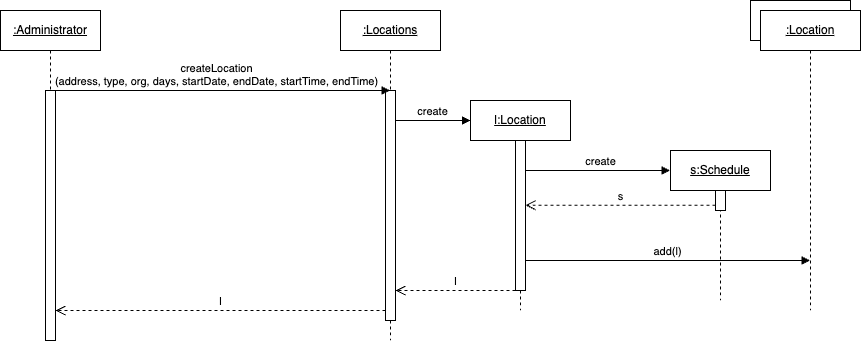 :Administrator
:Locations
:Location
createLocation
(address, type, org, days, startDate, endDate, startTime, endTime)
create
l:Location
create
s:Schedule
s
add(l)
l
l